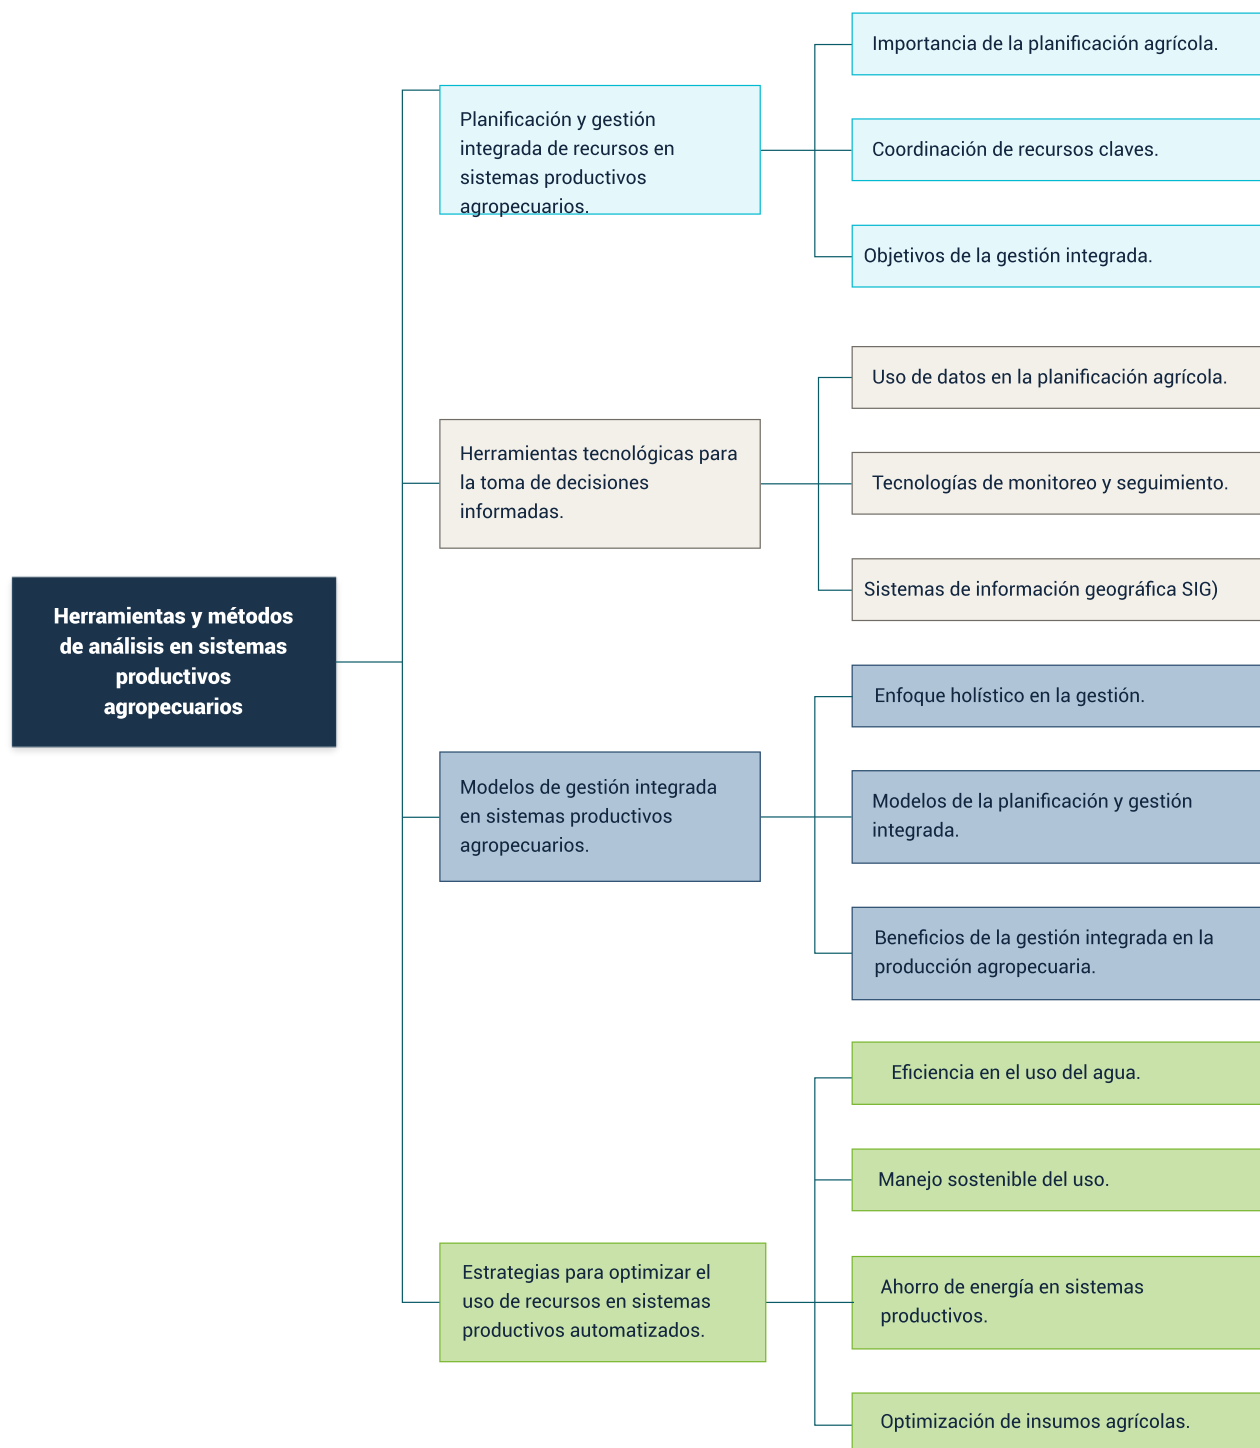 Importancia de la planificación agrícola.
Planificación y gestión
integrada de recursos en
sistemas productivos
agropecuarios.
Coordinación de recursos claves.
Objetivos de la gestión integrada.
Uso de datos en la planificación agrícola.
Herramientas tecnológicas para
la toma de decisiones
informadas.
Tecnologías de monitoreo y seguimiento.
Sistemas de información geográfica SIG)
Herramientas y métodos
de análisis en sistemas
productivos
agropecuarios
Enfoque holístico en la gestión.
Modelos de gestión integrada
en sistemas productivos
agropecuarios.
Modelos de la planificación y gestión
integrada.
Beneficios de la gestión integrada en la
producción agropecuaria.
Eficiencia en el uso del agua.
Manejo sostenible del uso.
Estrategias para optimizar el
uso de recursos en sistemas
productivos automatizados.
Ahorro de energía en sistemas
productivos.
Optimización de insumos agrícolas.